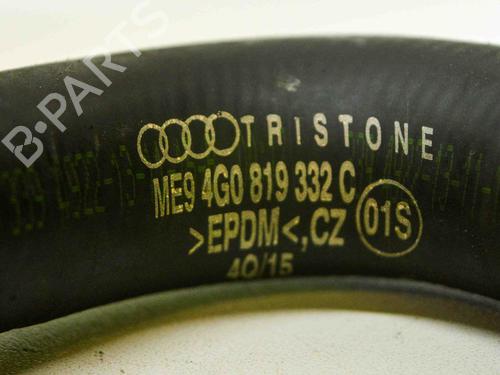 B-PARTS
TRISTONE
ME9 4G0 819 332 C
>EPDM<,CZ
01S
40/15